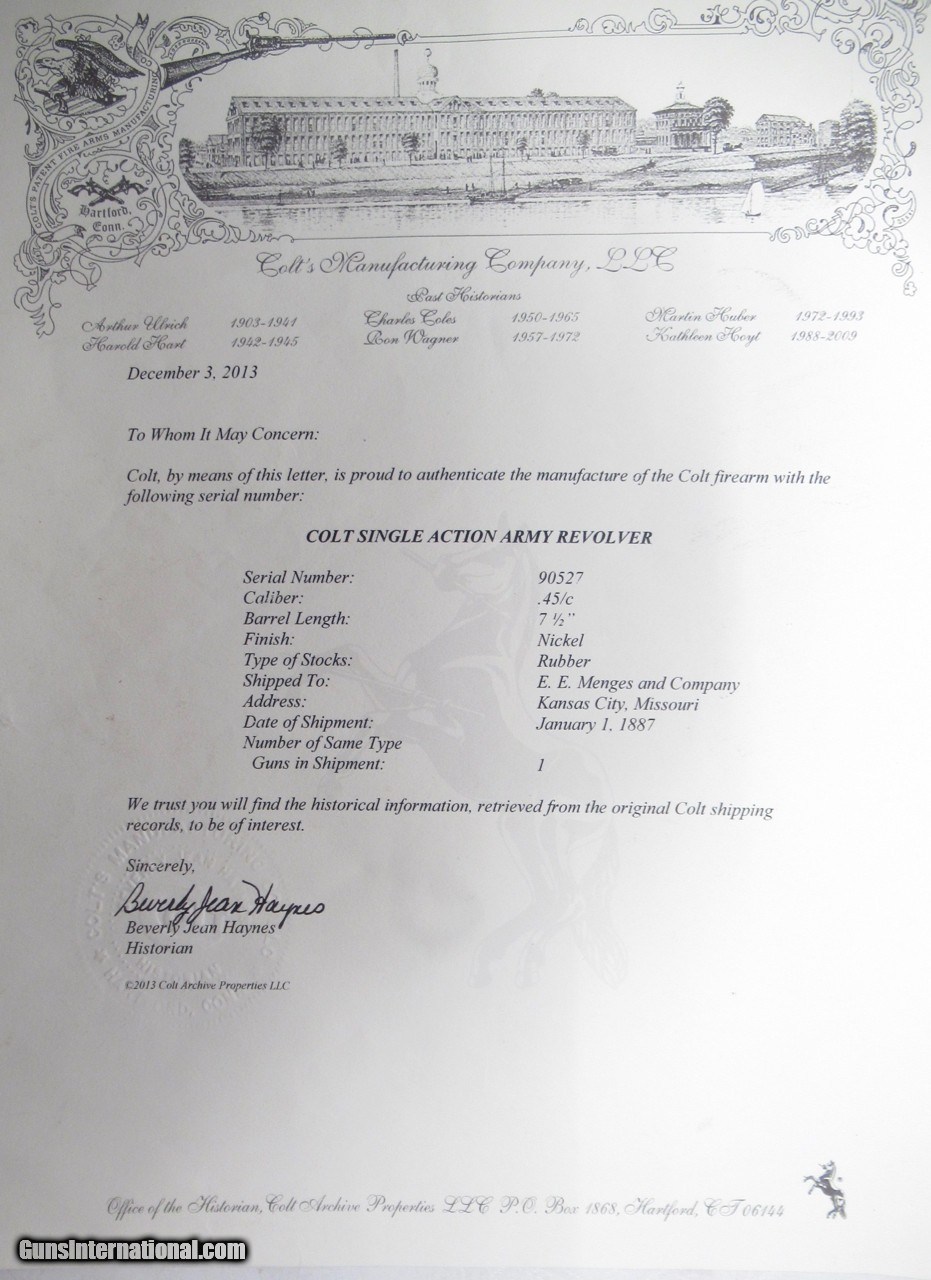 COLT'S PATENT FIRE ARMS MANUFACTURING
Hartford,
Conn.
Colt's Manufacturing Company, LLC
Past Historians
Arthur Ulrich 1903-1941 Charles Coles 1950-1965 Martin Huber 1972-1993
Harold Hart 1942-1945 Ron Wagner 1957-1972 Kathleen Hoyt 1988-2009
December 3, 2013
To Whom It May Concern:
Colt, by means of this letter, is proud to authenticate the manufacture of the Colt firearm with the
following serial number:
COLT SINGLE ACTION ARMY REVOLVER
Serial Number: 90527
Caliber: .45/c
Barrel Length: 7 ½"
Finish: Nickel
Type of Stocks: Rubber
Shipped To: E. E. Menges and Company
Address: Kansas City, Missouri
Date of Shipment: January 1, 1887
Number of Same Type
Guns in Shipment: 1
We trust you will find the historical information, retrieved from the original Colt shipping
records, to be of interest.
Sincerely,
Beverly Jean Haynes
Beverly Jean Haynes
Historian
©2013 Colt Archive Properties LLC
Office of the Historian, Colt Archive Properties LLC P.O. Box 1868, Hartford, CT 06144
GunsInternational.com